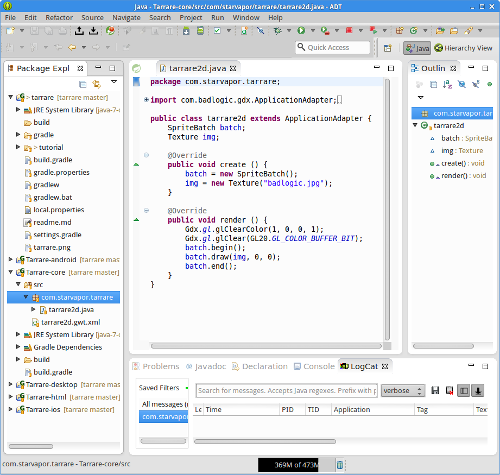 Java - Tarrare-core/src/com/starvapor/tarrare/tarrare2d.java - ADT
File Edit Refactor Source Navigate Search Project Run Window Help
Quick Access
Java
Hierarchy View
Package Expl
> tarrare [tarrare master]
JRE System Library [java-7-
build
gradle
> tutorial
build.gradle
gradle.properties
gradlew
gradlew.bat
local.properties
readme.md
settings.gradle
tarrare.png
Tarrare-android [tarrare mas
Tarrare-core [tarrare master]
src
com.starvapor.tarrare
tarrare2d.java
tarrare2d.gwt.xml
JRE System Library [java-7-
Gradle Dependencies
build
build.gradle
Tarrare-desktop [tarrare mas
Tarrare-html [tarrare master]
Tarrare-ios [tarrare master]
tarrare2d.java
package com.starvapor.tarrare;
import com.badlogic.gdx.ApplicationAdapter;
public class tarrare2d extends ApplicationAdapter {
SpriteBatch batch;
Texture img;
@Override
public void create () {
batch = new SpriteBatch();
img = new Texture("badlogic.jpg");
}
@Override
public void render () {
Gdx.gl.glClearColor(1, 0, 0, 1);
Gdx.gl.glClear(GL20.GL_COLOR_BUFFER_BIT);
batch.begin();
batch.draw(img, 0, 0);
batch.end();
}
}
Outlin
com.starvapor.tarr
tarrare2d
batch : SpriteBa
img : Texture
create() : void
render() : void
Problems
Javadoc
Declaration
Console
LogCat
Saved Filters
All messages (
com.starvapo
Search for messages. Accepts Java regexes. Prefix with p
verbose
Le Time PID TID Application Tag Tex
com.starvapor.tarrare - Tarrare-core/src
369M of 473M